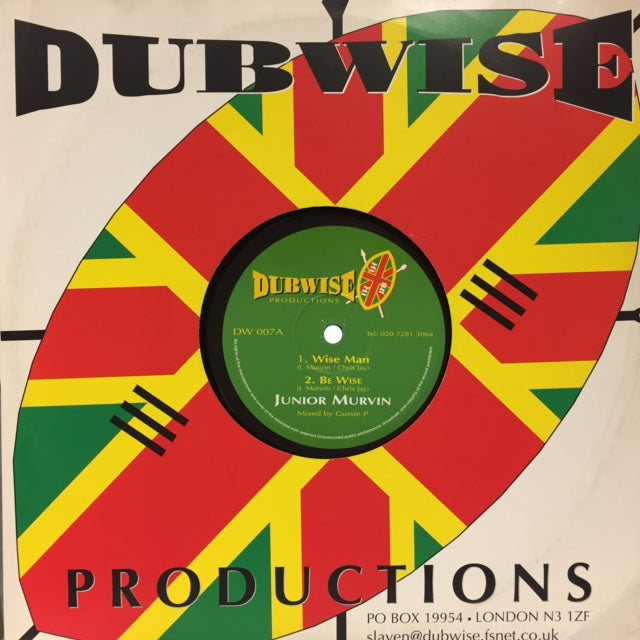 DUBWISE
DUBWISE
PRODUCTIONS
DW 007A
Tel: 020 7281 3064
1. Wise Man
(J. Murvin / Chris Jay)
2. Be Wise
(J. Murvin / Chris Jay)
Junior Murvin
Mixed by Gussie P
PRODUCTIONS
PO BOX 19954 • LONDON N3 1ZF
slaven@dubwise.fsnet.co.uk